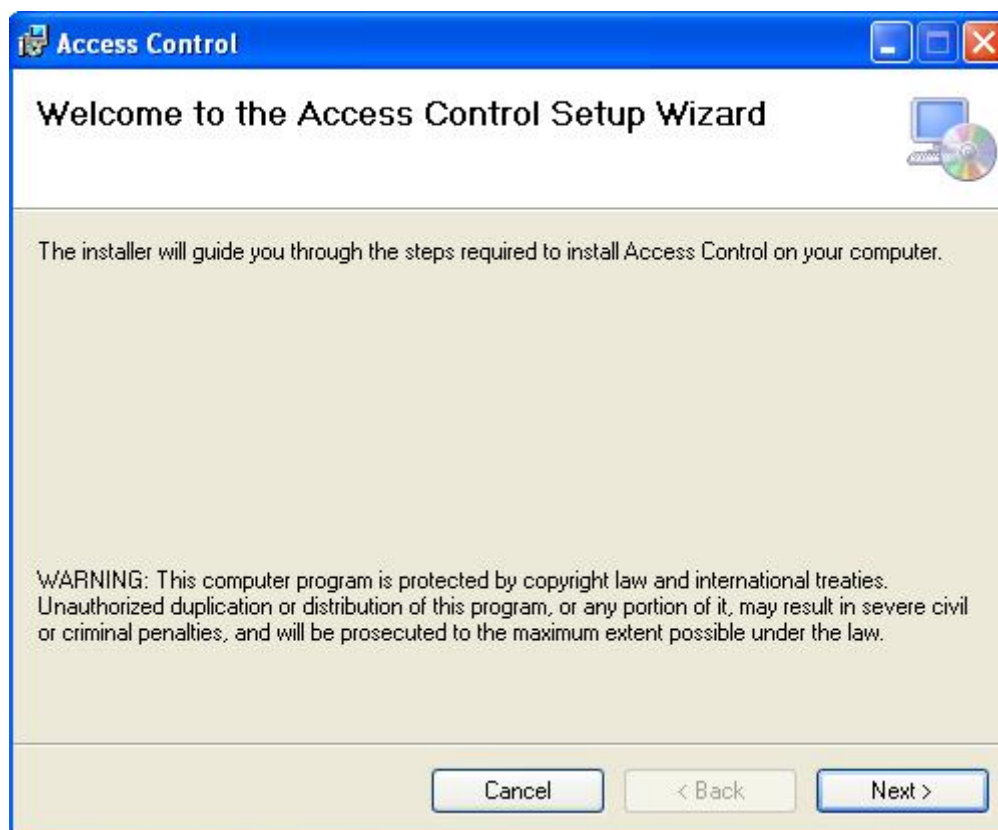 Access Control
Welcome to the Access Control Setup Wizard
The installer will guide you through the steps required to install Access Control on your computer.
WARNING: This computer program is protected by copyright law and international treaties.
Unauthorized duplication or distribution of this program, or any portion of it, may result in severe civil
or criminal penalties, and will be prosecuted to the maximum extent possible under the law.
Cancel < Back Next >